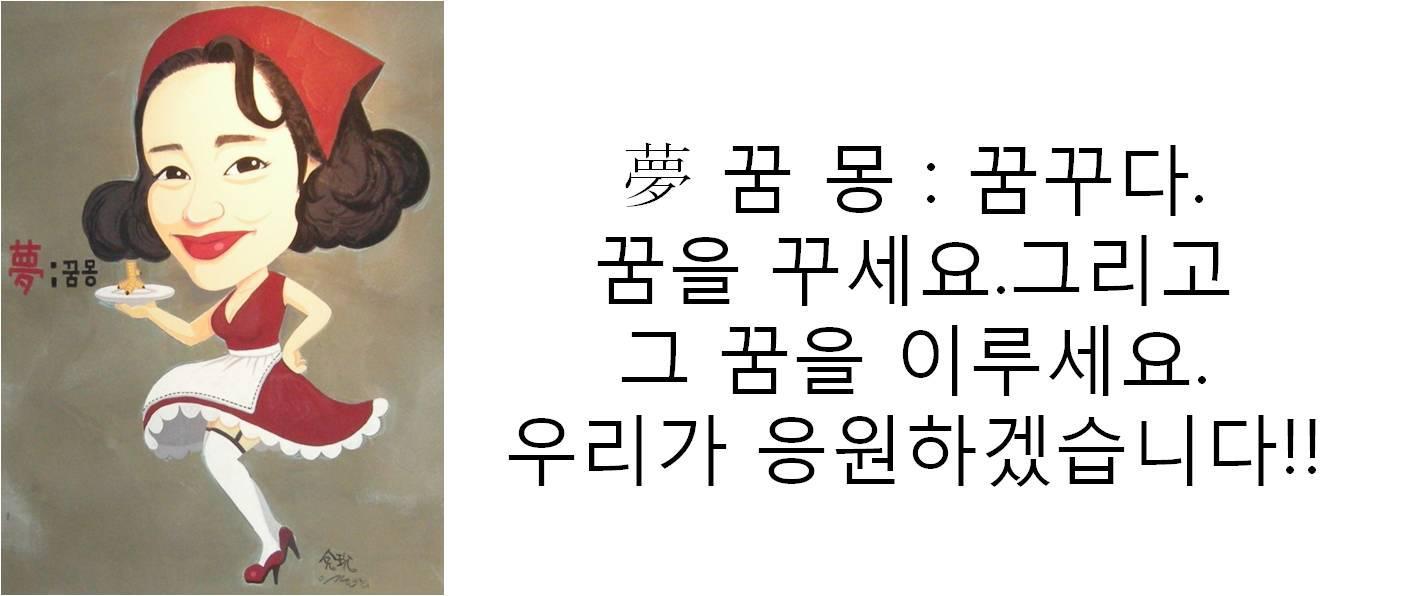 夢:꿈몽
夢 꿈 몽 : 꿈꾸다.
꿈을 꾸세요.그리고
그 꿈을 이루세요.
우리가 응원하겠습니다!!